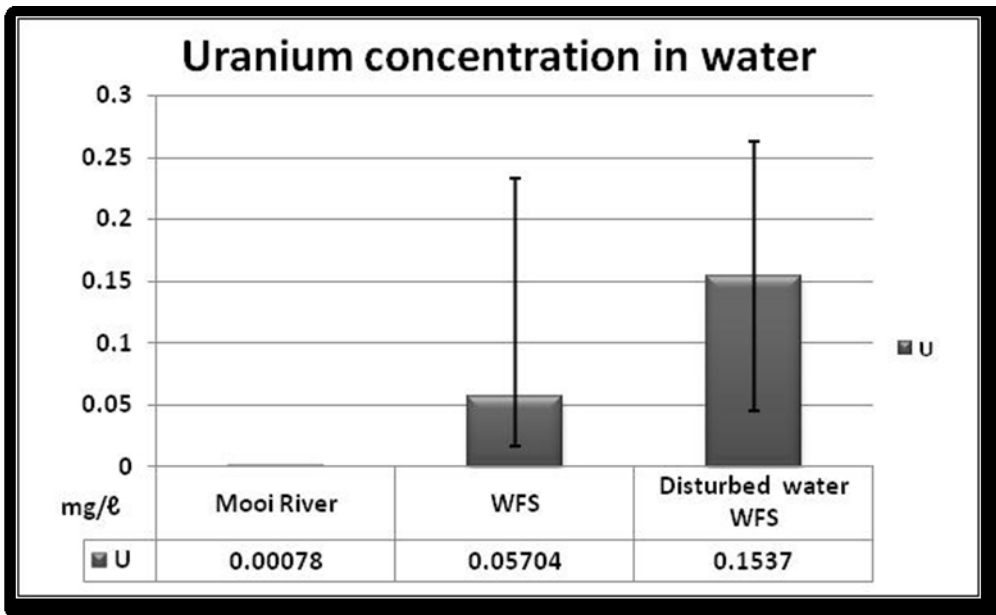 Uranium concentration in water
0.3
0.25
0.2
0.15
0.1
0.05
0
mg/ℓ
U
Mooi River
WFS
Disturbed water
WFS
U
0.00078
0.05704
0.1537